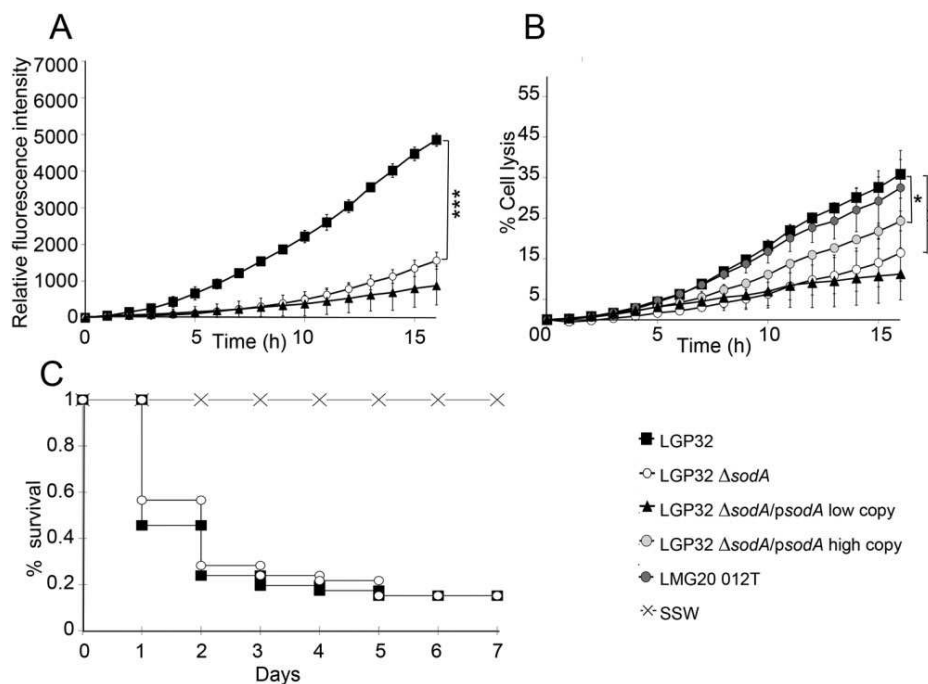 A
Relative fluorescence intensity
7000
6000
5000
4000
3000
2000
1000
0
0 5 10 15
Time (h)
***
B
% Cell lysis
55
45
35
25
15
5
00 5 10 15
Time (h)
*
C
% survival
1
0.8
0.6
0.4
0.2
0
0 1 2 3 4 5 6 7
Days
LGP32
LGP32 ΔsodA
LGP32 ΔsodA/psodA low copy
LGP32 ΔsodA/psodA high copy
LMG20 012T
SSW